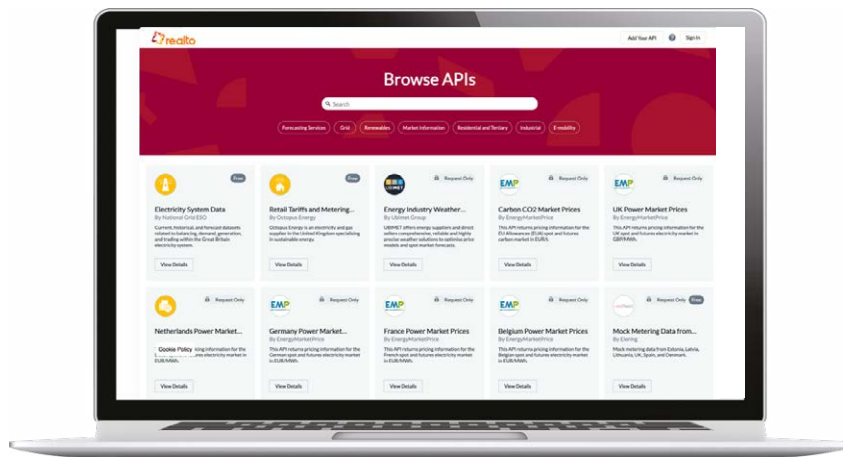 realto
Add Your API
Sign In
Browse APIs
Search
Forecasting Services
Grid
Renewables
Market Information
Residential and Tertiary
Industrial
E-mobility
Free
Electricity System Data
By National Grid ESO
Current, historical, and forecast datasets
related to balancing, demand, generation,
and trading within the Great Britain
electricity system.
View Details
Free
Retail Tariffs and Metering...
By Octopus Energy
Octopus Energy is an electricity and gas
supplier in the United Kingdom specialising
in sustainable energy.
View Details
UBIMET
Request Only
Energy Industry Weather...
By Ubimet Group
UBIMET offers energy suppliers and direct
sellers comprehensive, reliable and highly
precise weather solutions to optimise price
models and spot market forecasts.
View Details
EMP
Request Only
Carbon CO2 Market Prices
By EnergyMarketPrice
This API returns pricing information for the
EU Allowances (EUA) spot and futures
carbon market in EUR/t.
View Details
EMP
Request Only
UK Power Market Prices
By EnergyMarketPrice
This API returns pricing information for the
UK spot and futures electricity market in
GBP/MWh.
View Details
Request Only
Netherlands Power Market...
Cookie Policy
icing information for the
ures electricity market in
EUR/MWh.
View Details
EMP
Request Only
Germany Power Market...
By EnergyMarketPrice
This API returns pricing information for the
German spot and futures electricity market
in EUR/MWh.
View Details
EMP
Request Only
France Power Market Prices
By EnergyMarketPrice
This API returns pricing information for the
French spot and futures electricity market
in EUR/MWh.
View Details
EMP
Request Only
Belgium Power Market Prices
By EnergyMarketPrice
This API returns pricing information for the
Belgian spot and futures electricity market
in EUR/MWh.
View Details
Request Only
Free
Mock Metering Data from...
By Elering
Mock metering data from Estonia, Latvia,
Lithuania, UK, Spain, and Denmark.
View Details